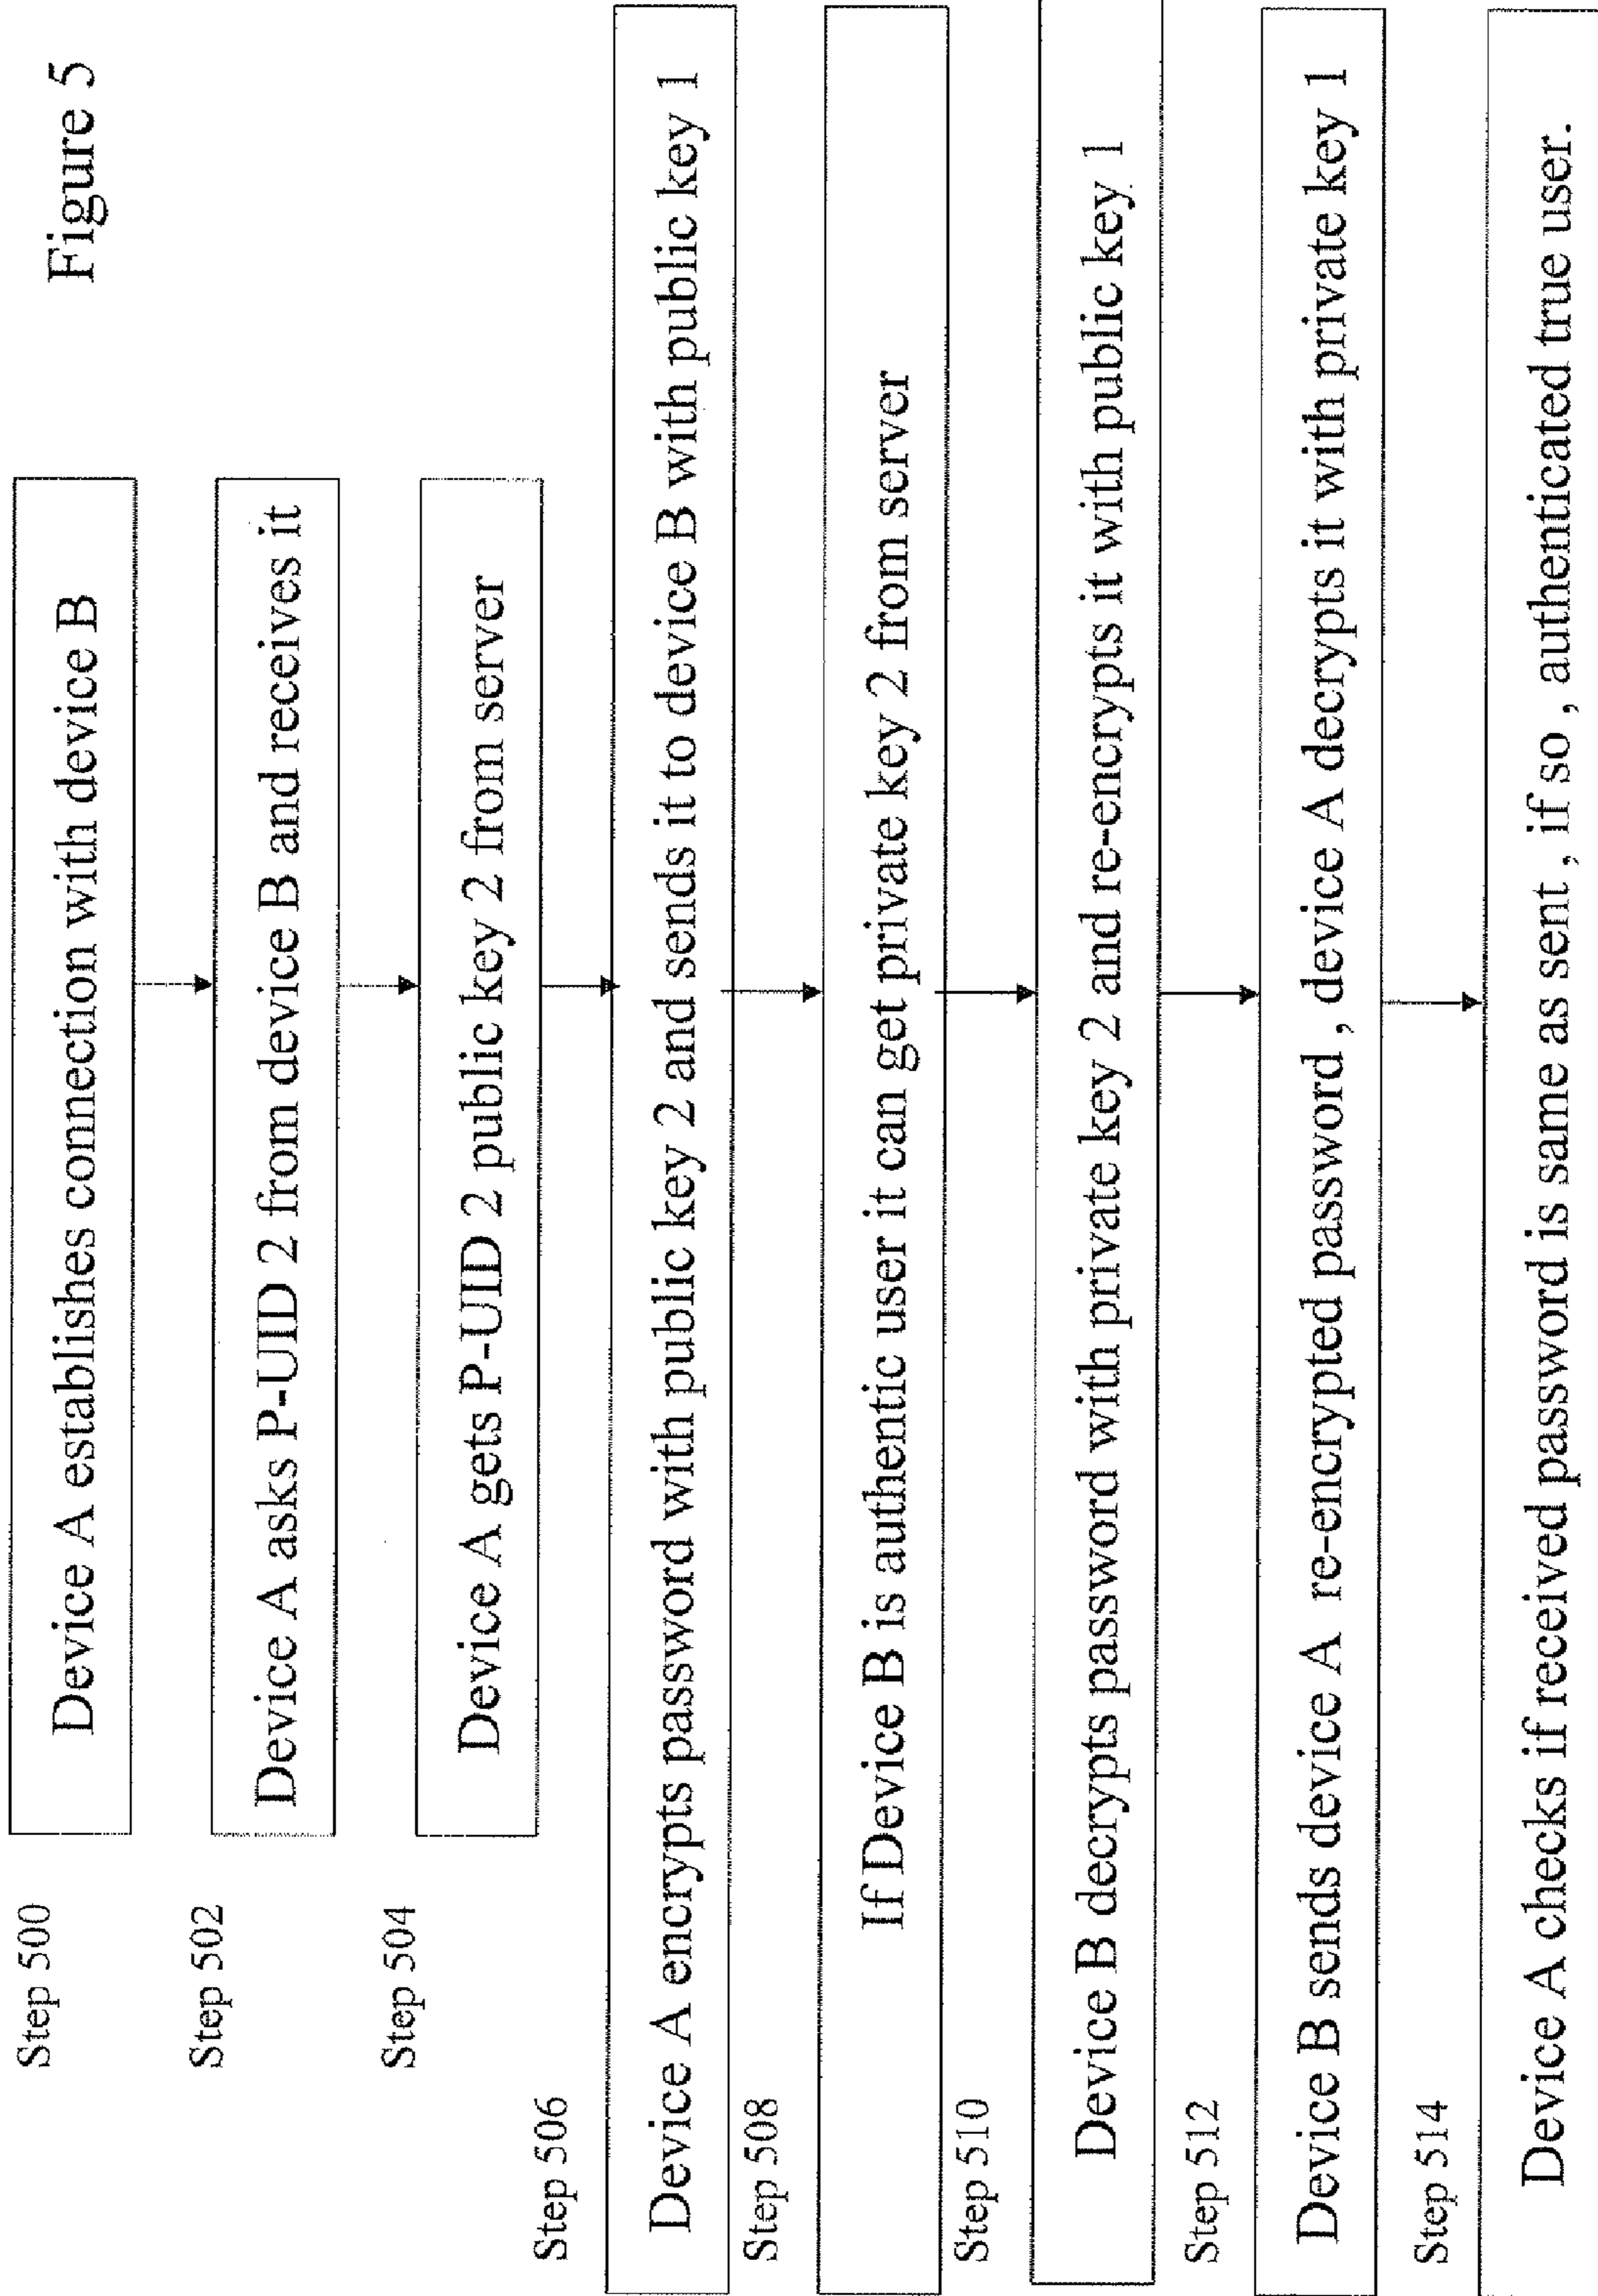 Figure 5
Step 500
Device A establishes connection with device B
Step 502
Device A asks P-UID 2 from device B and receives it
Step 504
Device A gets P-UID 2 public key 2 from server
Step 506
Device A encrypts password with public key 2 and sends it to device B with public key 1
Step 508
If Device B is authentic user it can get private key 2 from server
Step 510
Device B decrypts password with private key 2 and re-encrypts it with public key 1
Step 512
Device B sends device A re-encrypted password , device A decrypts it with private key 1
Step 514
Device A checks if received password is same as sent , if so , authenticated true user.